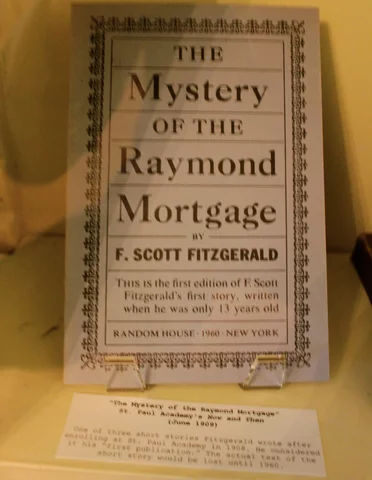 THE
Mystery
OF THE
Raymond
Mortgage
BY
F. SCOTT FITZGERALD
THIS is the first edition of F. Scott
Fitzgerald's first story, written
when he was only 13 years old
RANDOM HOUSE · 1960 · NEW YORK
"The Mystery of the Raymond Mortgage"
St. Paul Academy's Now and Then
(June 1909)
One of three short stories Fitzgerald wrote after
enrolling at St. Paul Academy in 1908. He considered
it his "first publication." The actual text of the
short story would be lost until 1960.